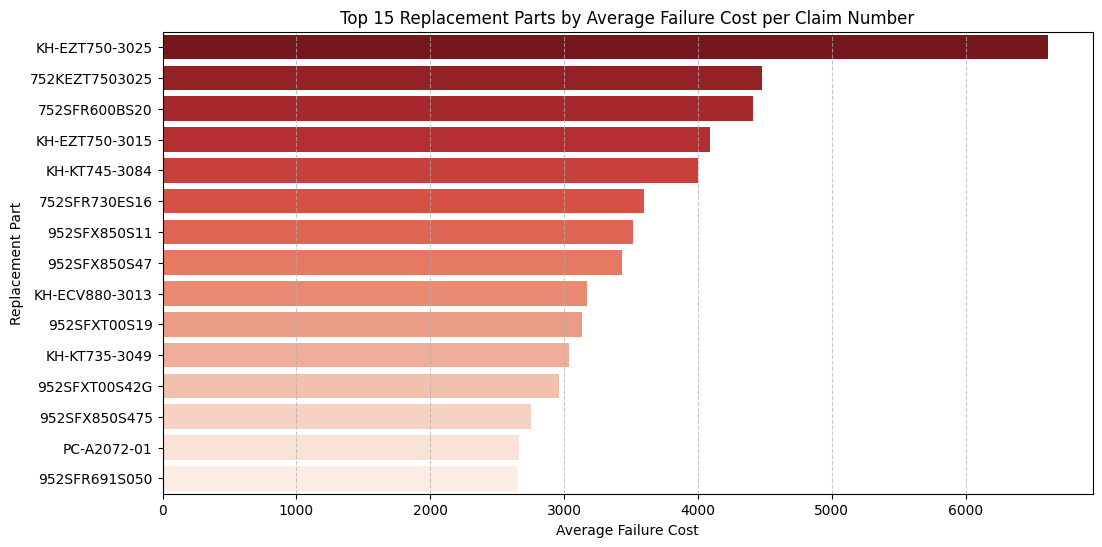 Top 15 Replacement Parts by Average Failure Cost per Claim Number
Replacement Part
KH-EZT750-3025
752KEZT7503025
752SFR600BS20
KH-EZT750-3015
KH-KT745-3084
752SFR730ES16
952SFX850S11
952SFX850S47
KH-ECV880-3013
952SFXT00S19
KH-KT735-3049
952SFXT00S42G
952SFX850S475
PC-A2072-01
952SFR691S050
0 1000 2000 3000 4000 5000 6000
Average Failure Cost